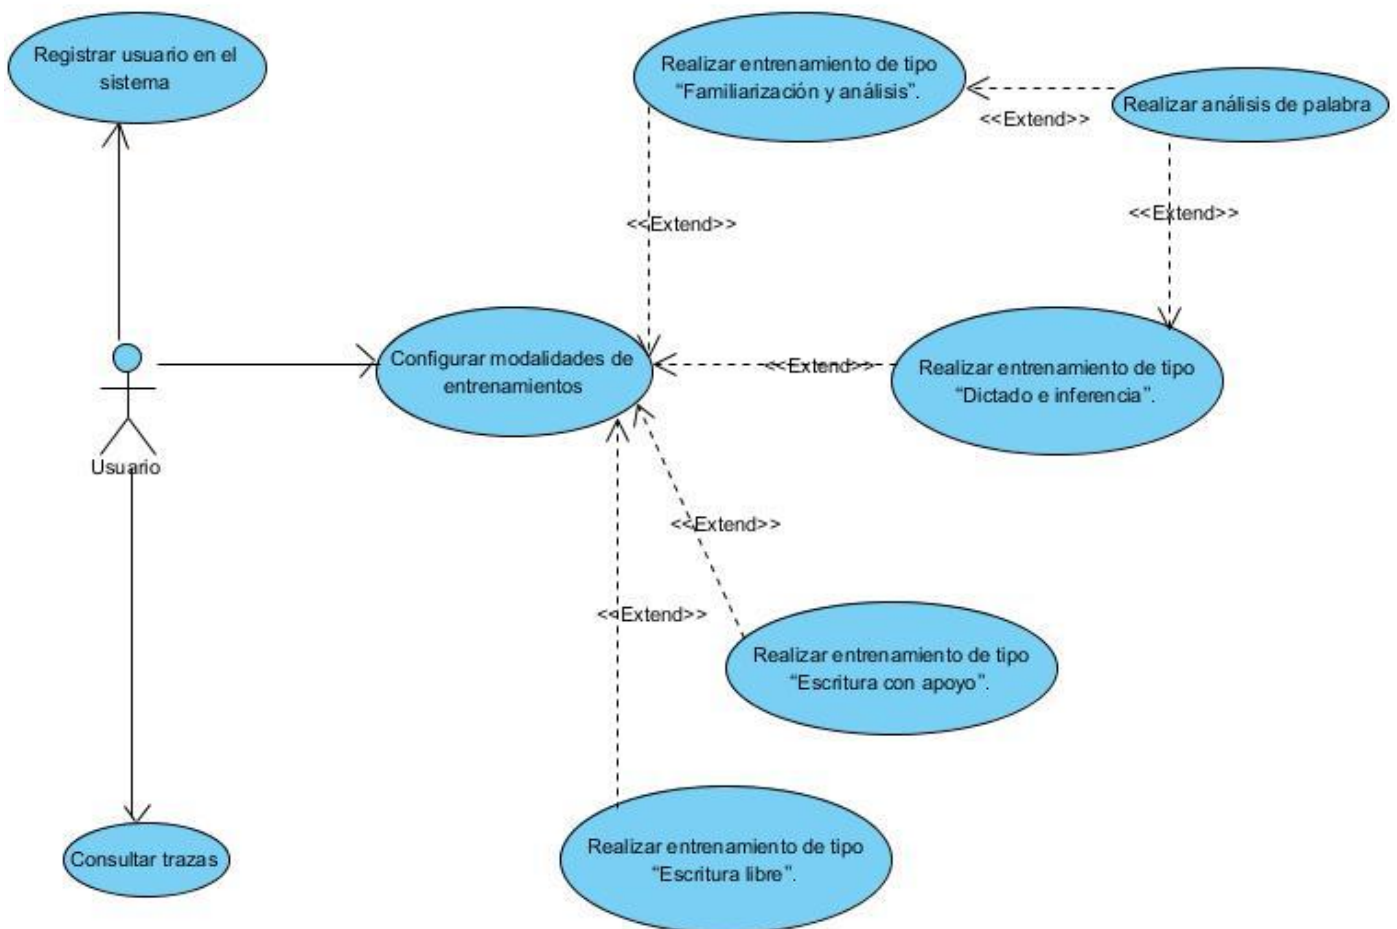 Registrar usuario en el
sistema
Realizar entrenamiento de tipo
“Familiarización y análisis”.
Realizar análisis de palabra
<<Extend>>
<<Extend>>
<<Extend>>
Configurar modalidades de
entrenamientos
<<Extend>>
Realizar entrenamiento de tipo
“Dictado e inferencia”.
Usuario
<<Extend>>
<<Extend>>
Realizar entrenamiento de tipo
“Escritura con apoyo”.
Consultar trazas
Realizar entrenamiento de tipo
“Escritura libre”.